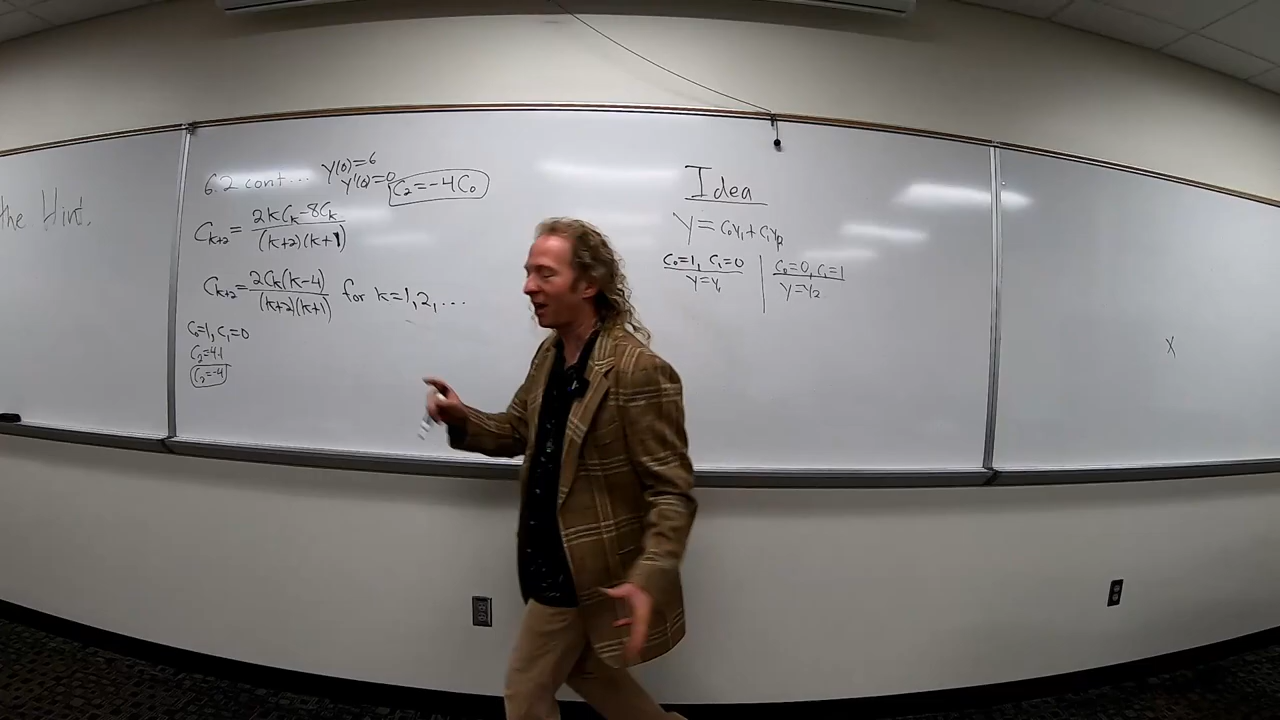 the Hint.
6.2 cont... y(0)=6
y'(0)=0
C₂=-4C₀
Cₖ₊₂=(2kCₖ-8Cₖ)/((k+2)(k+1))
Cₖ₊₂=2Cₖ(k-4)/((k+2)(k+1)) for k=1,2,...
C₀=1, C₁=0
C₂=-4·1
C₂=-4
Idea
y=C₀y₁+C₁y₂
C₀=1, C₁=0
y=y₁
C₀=0, C₁=1
y=y₂
X